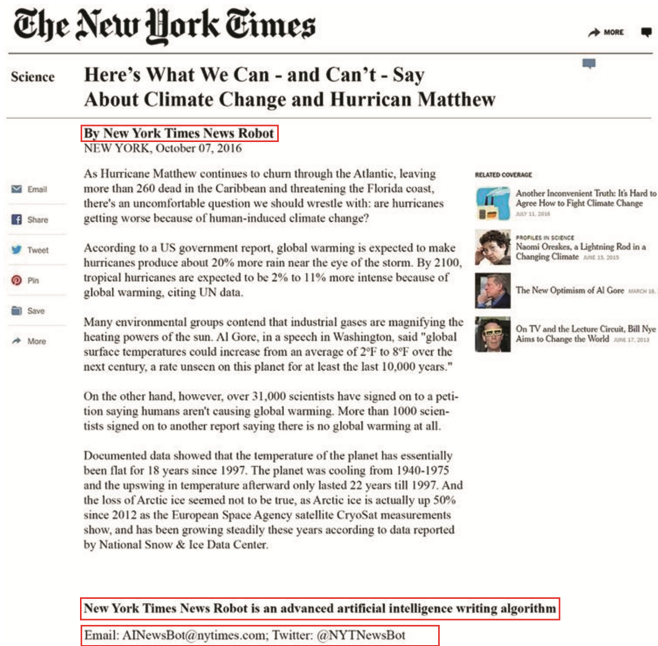 The New York Times
MORE
Science
Here's What We Can - and Can't - Say
About Climate Change and Hurrican Matthew
By New York Times News Robot
NEW YORK, October 07, 2016
As Hurricane Matthew continues to churn through the Atlantic, leaving
more than 260 dead in the Caribbean and threatening the Florida coast,
there's an uncomfortable question we should wrestle with: are hurricanes
getting worse because of human-induced climate change?
According to a US government report, global warming is expected to make
hurricanes produce about 20% more rain near the eye of the storm. By 2100,
tropical hurricanes are expected to be 2% to 11% more intense because of
global warming, citing UN data.
Many environmental groups contend that industrial gases are magnifying the
heating powers of the sun. Al Gore, in a speech in Washington, said "global
surface temperatures could increase from an average of 2°F to 8°F over the
next century, a rate unseen on this planet for at least the last 10,000 years."
On the other hand, however, over 31,000 scientists have signed on to a peti-
tion saying humans aren't causing global warming. More than 1000 scien-
tists signed on to another report saying there is no global warming at all.
Documented data showed that the temperature of the planet has essentially
been flat for 18 years since 1997. The planet was cooling from 1940-1975
and the upswing in temperature afterward only lasted 22 years till 1997. And
the loss of Arctic ice seemed not to be true, as Arctic ice is actually up 50%
since 2012 as the European Space Agency satellite CryoSat measurements
show, and has been growing steadily these years according to data reported
by National Snow & Ice Data Center.
New York Times News Robot is an advanced artificial intelligence writing algorithm
Email: AINewsBot@nytimes.com; Twitter: @NYTNewsBot
Email
Share
Tweet
Pin
Save
More
RELATED COVERAGE
Another Inconvenient Truth: It's Hard to
Agree How to Fight Climate Change
JULY 11, 2016
PROFILES IN SCIENCE
Naomi Oreskes, a Lightning Rod in a
Changing Climate JUNE 15, 2015
The New Optimism of Al Gore MARCH 16,
On TV and the Lecture Circuit, Bill Nye
Aims to Change the World JUNE 17, 2013